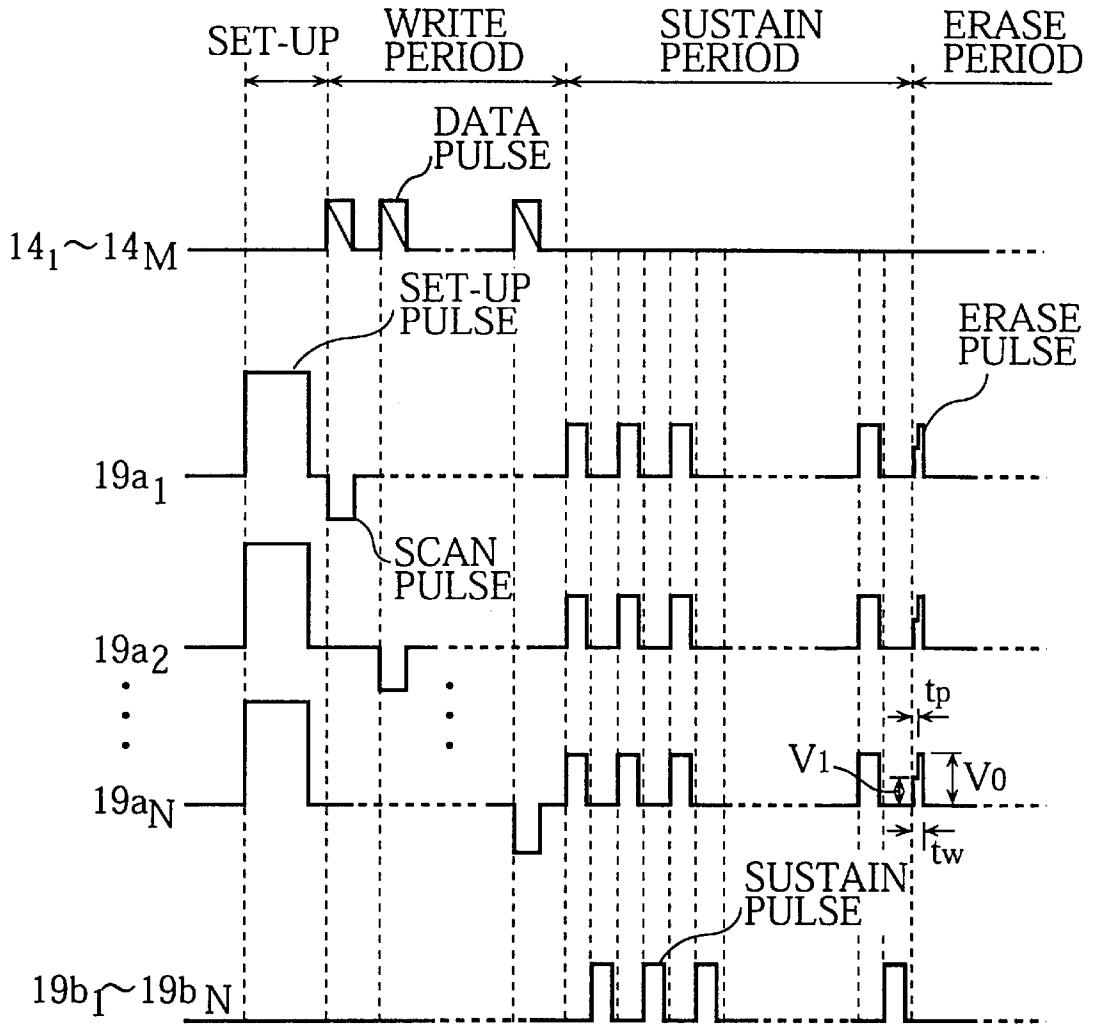 SET-UP
WRITE
PERIOD
SUSTAIN
PERIOD
ERASE
PERIOD
DATA
PULSE
14₁~14M
SET-UP
PULSE
ERASE
PULSE
19a₁
SCAN
PULSE
19a₂
tp
V1
V0
19aN
tw
SUSTAIN
PULSE
19b₁~19bN